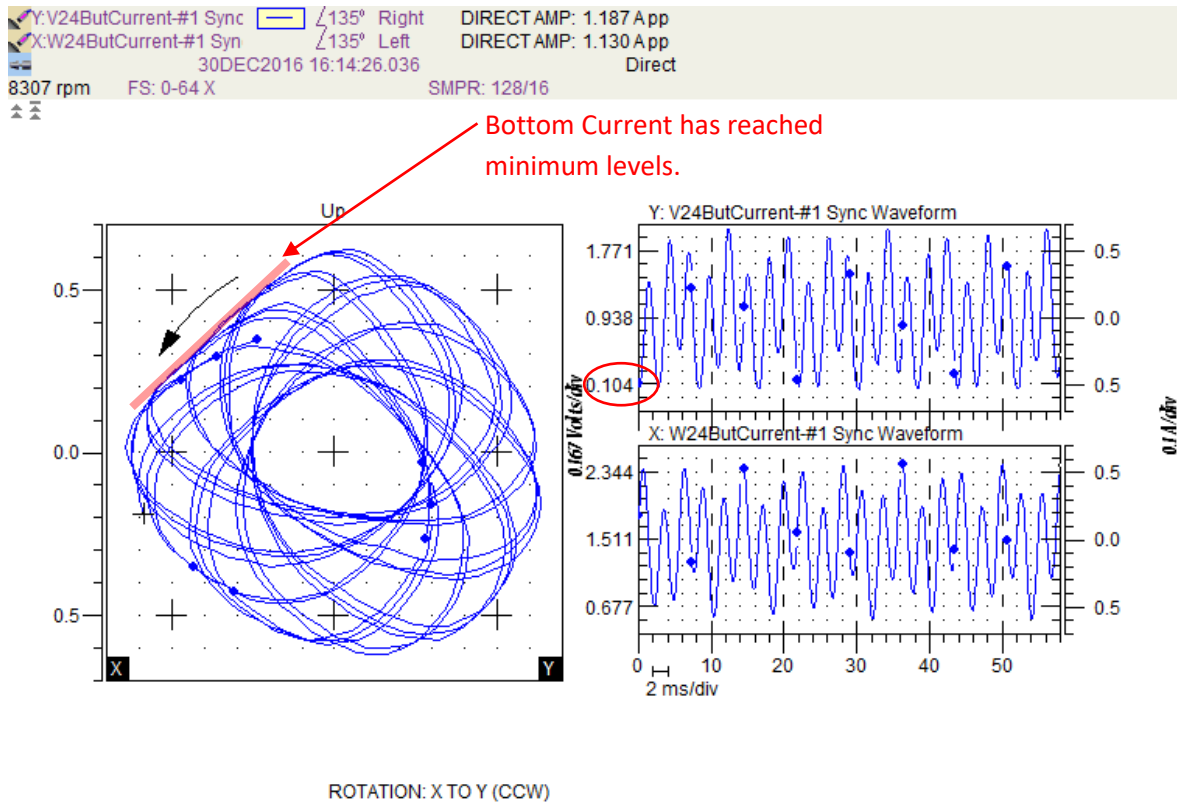 Y:V24ButCurrent-#1 Sync ∠135° Right DIRECT AMP: 1.187 App
X:W24ButCurrent-#1 Syn ∠135° Left DIRECT AMP: 1.130 App
30DEC2016 16:14:26.036 Direct
8307 rpm FS: 0-64 X SMPR: 128/16
Bottom Current has reached
minimum levels.
Up
0.5
0.0
0.5
X
Y
Y: V24ButCurrent-#1 Sync Waveform
1.771
0.938
0.104
0.5
0.0
0.5
0.167 Volts/div
0.1 A/div
X: W24ButCurrent-#1 Sync Waveform
2.344
1.511
0.677
0.5
0.0
0.5
0 10 20 30 40 50
2 ms/div
ROTATION: X TO Y (CCW)